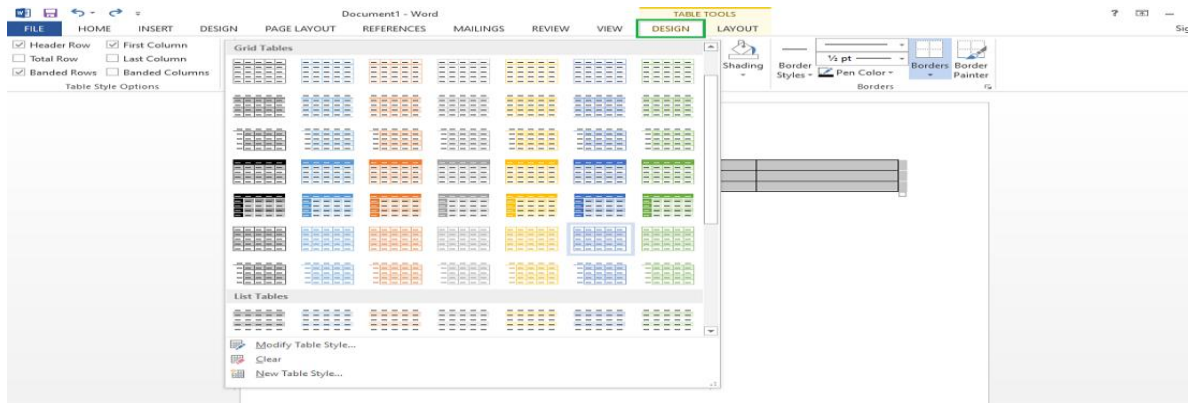 Document1 - Word
TABLE TOOLS
?
FILE HOME INSERT DESIGN PAGE LAYOUT REFERENCES MAILINGS REVIEW VIEW DESIGN LAYOUT Sig
Header Row First Column
Total Row Last Column
Banded Rows Banded Columns
Table Style Options
Grid Tables
List Tables
Modify Table Style...
Clear
New Table Style...
Shading
Border Styles
½ pt
Pen Color
Borders
Border Painter
Borders